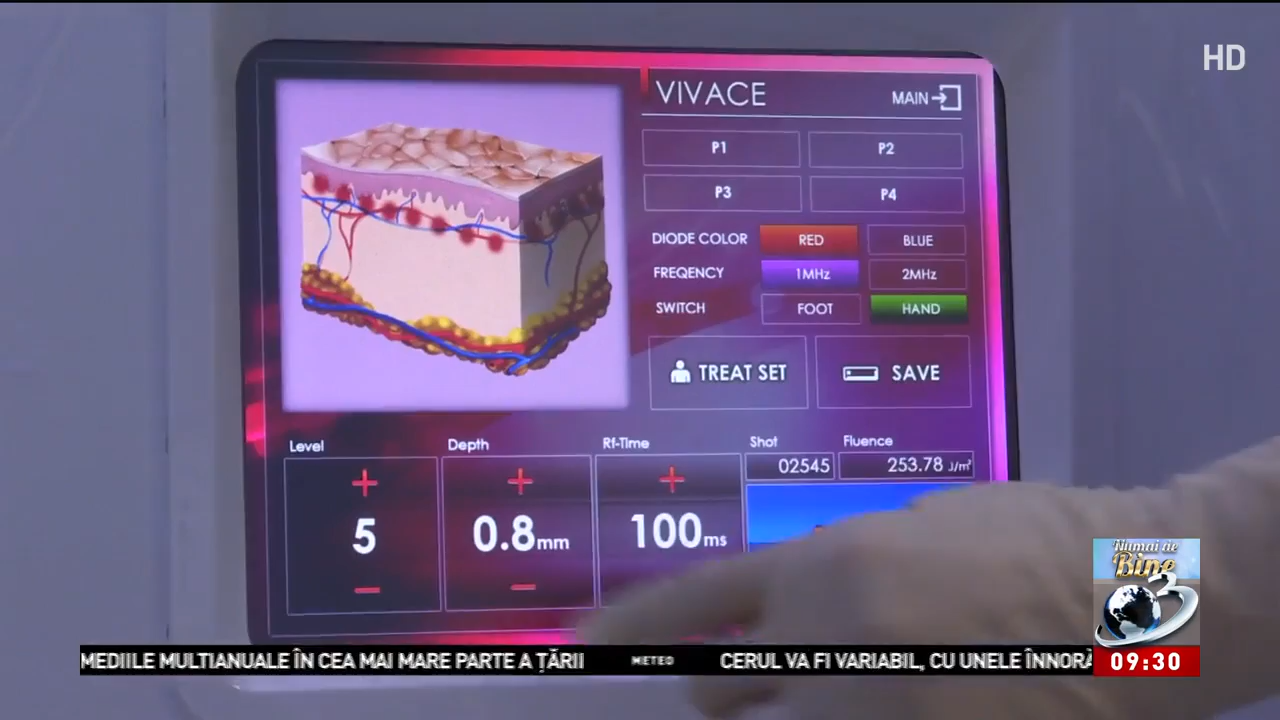 HD
VIVACE
MAIN
P1
P2
P3
P4
DIODE COLOR RED BLUE
FREQENCY 1MHz 2MHz
SWITCH FOOT HAND
TREAT SET
SAVE
Level Depth Rf-Time Shot Fluence
02545 253.78 J/m²
+ + +
5 0.8mm 100ms
− −
Numai de
Bine
3
MEDIILE MULTIANUALE ÎN CEA MAI MARE PARTE A ȚĂRII METEO CERUL VA FI VARIABIL, CU UNELE ÎNNORĂ
09:30